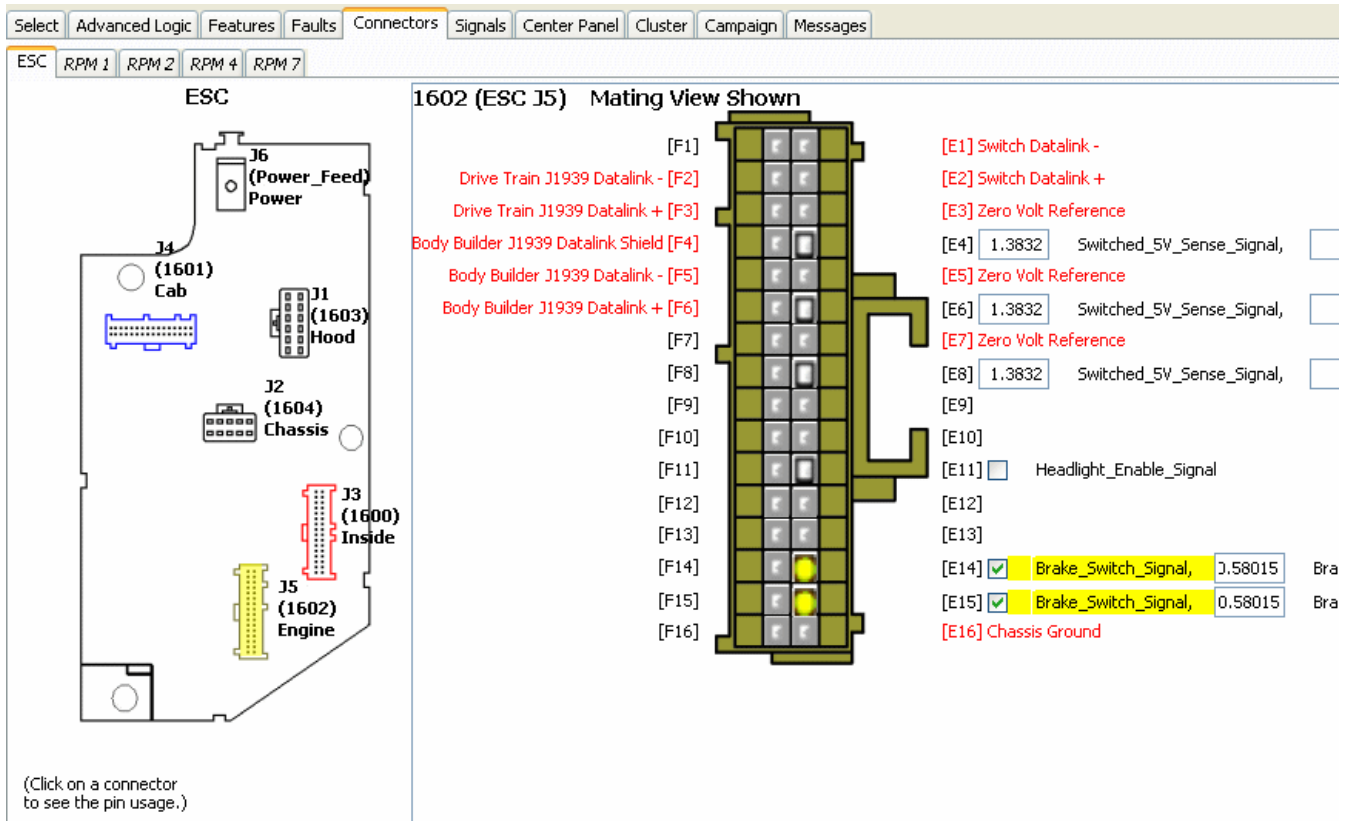 Select Advanced Logic Features Faults Connectors Signals Center Panel Cluster Campaign Messages
ESC RPM 1 RPM 2 RPM 4 RPM 7
ESC
J6
(Power_Feed)
Power
J4
(1601)
Cab
J1
(1603)
Hood
J2
(1604)
Chassis
J3
(1600)
Inside
J5
(1602)
Engine
(Click on a connector
to see the pin usage.)
1602 (ESC J5) Mating View Shown
[F1] [E1] Switch Datalink -
Drive Train J1939 Datalink - [F2] [E2] Switch Datalink +
Drive Train J1939 Datalink + [F3] [E3] Zero Volt Reference
Body Builder J1939 Datalink Shield [F4] [E4] 1.3832 Switched_5V_Sense_Signal,
Body Builder J1939 Datalink - [F5] [E5] Zero Volt Reference
Body Builder J1939 Datalink + [F6] [E6] 1.3832 Switched_5V_Sense_Signal,
[F7] [E7] Zero Volt Reference
[F8] [E8] 1.3832 Switched_5V_Sense_Signal,
[F9] [E9]
[F10] [E10]
[F11] [E11] Headlight_Enable_Signal
[F12] [E12]
[F13] [E13]
[F14] [E14] Brake_Switch_Signal, 0.58015 Bra
[F15] [E15] Brake_Switch_Signal, 0.58015 Bra
[F16] [E16] Chassis Ground